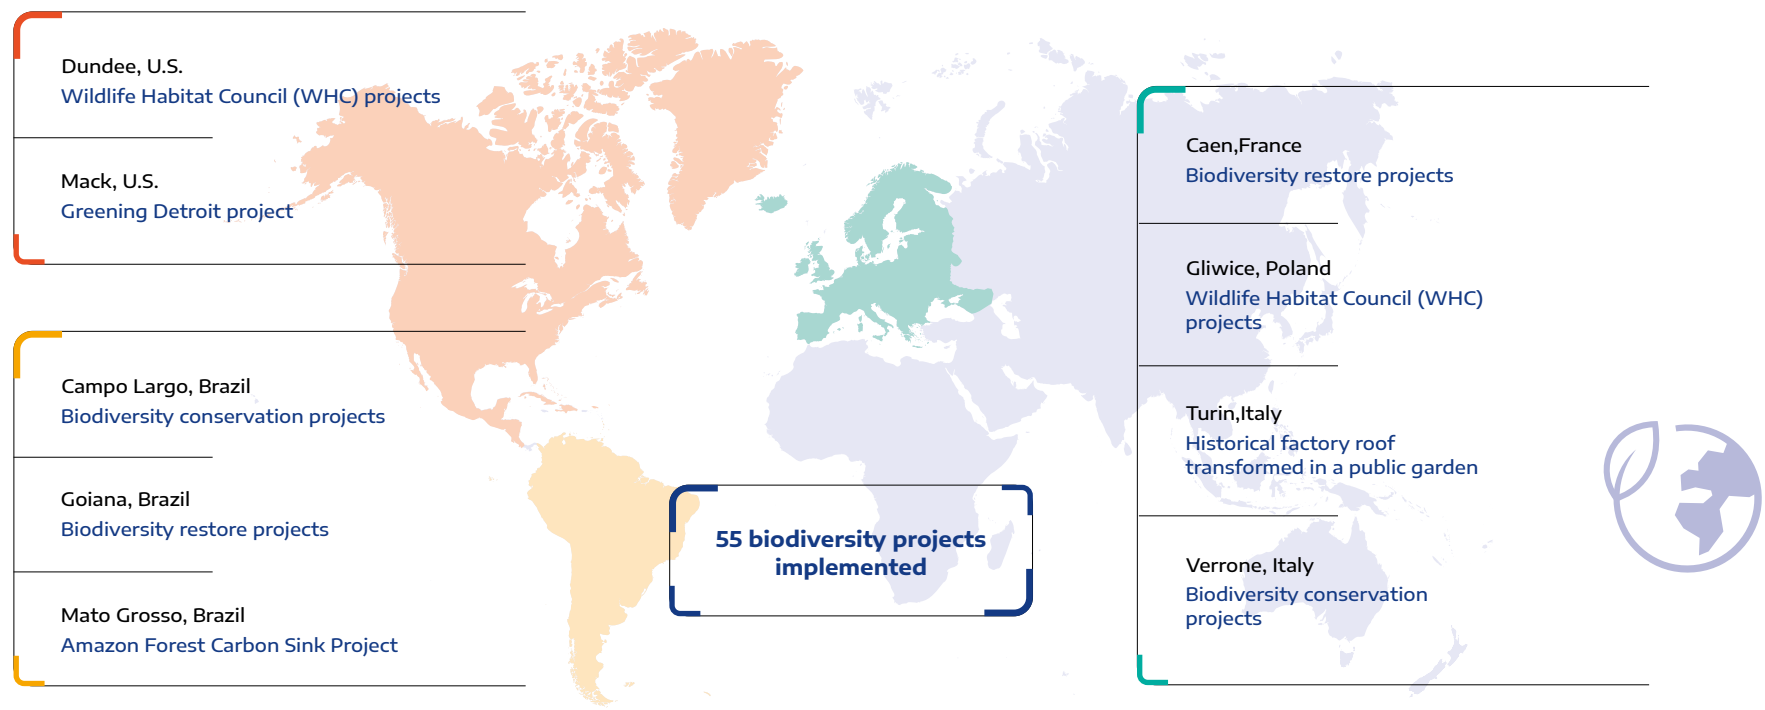 Dundee, U.S.
Wildlife Habitat Council (WHC) projects
Mack, U.S.
Greening Detroit project
Campo Largo, Brazil
Biodiversity conservation projects
Goiana, Brazil
Biodiversity restore projects
Mato Grosso, Brazil
Amazon Forest Carbon Sink Project
55 biodiversity projects
implemented
Caen,France
Biodiversity restore projects
Gliwice, Poland
Wildlife Habitat Council (WHC)
projects
Turin,Italy
Historical factory roof
transformed in a public garden
Verrone, Italy
Biodiversity conservation
projects